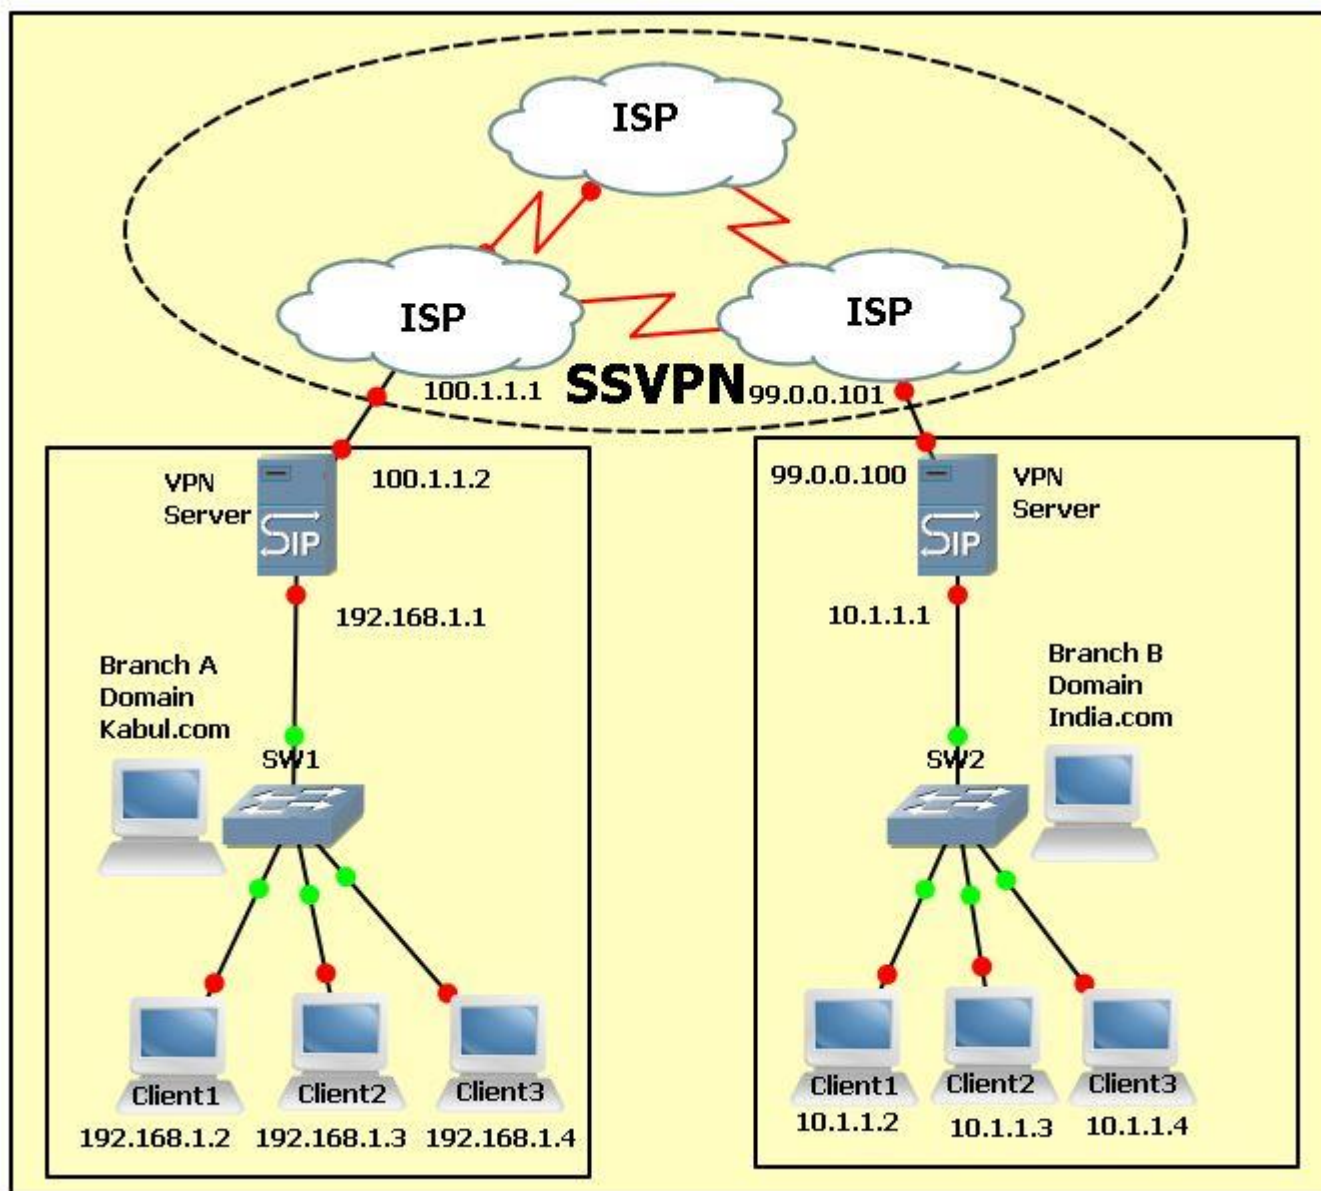 ISP
ISP
ISP
100.1.1.1
SSVPN
99.0.0.101
VPN
Server
SIP
100.1.1.2
99.0.0.100
SIP
VPN
Server
192.168.1.1
10.1.1.1
Branch A
Domain
Kabul.com
SW1
Branch B
Domain
India.com
SW2
Client1
Client2
Client3
192.168.1.2
192.168.1.3
192.168.1.4
Client1
Client2
Client3
10.1.1.2
10.1.1.3
10.1.1.4